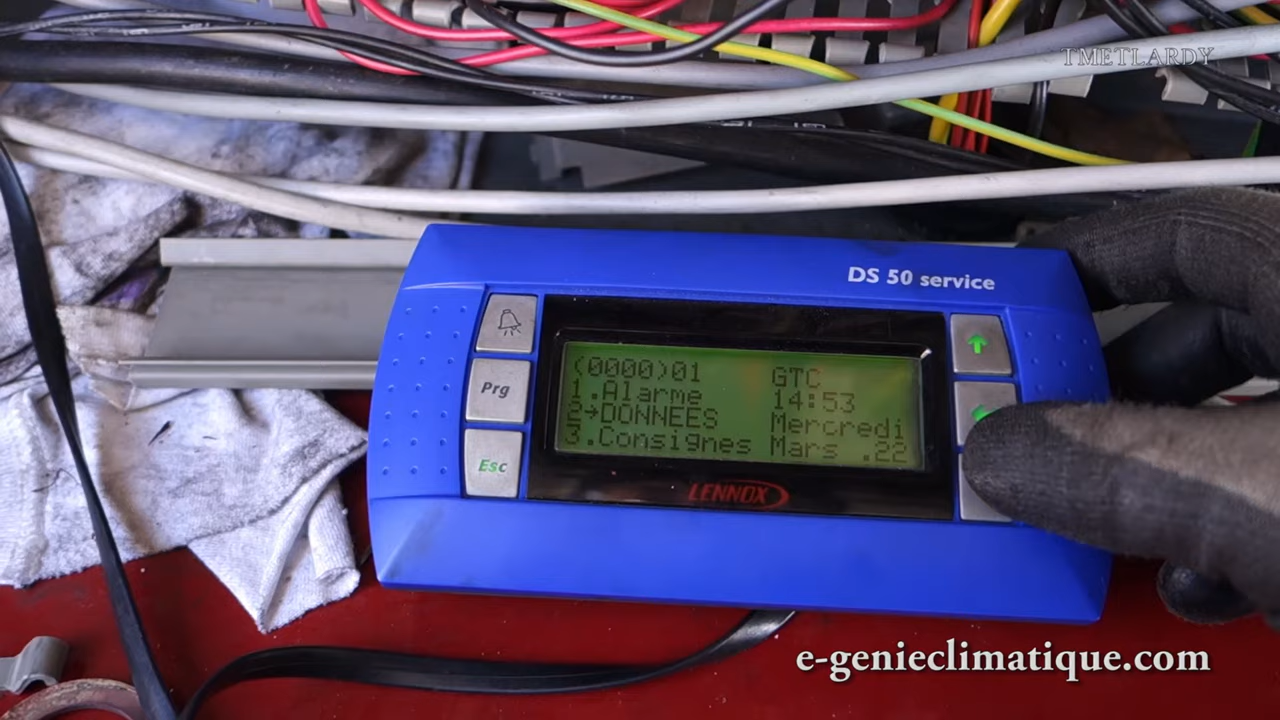 TMETLARDY
DS 50 service
Prg
Esc
(0000)01 GTC
1.Alarme 14:53
2→DONNEES Mercredi
3.Consignes Mars .22
LENNOX
e-genieclimatique.com